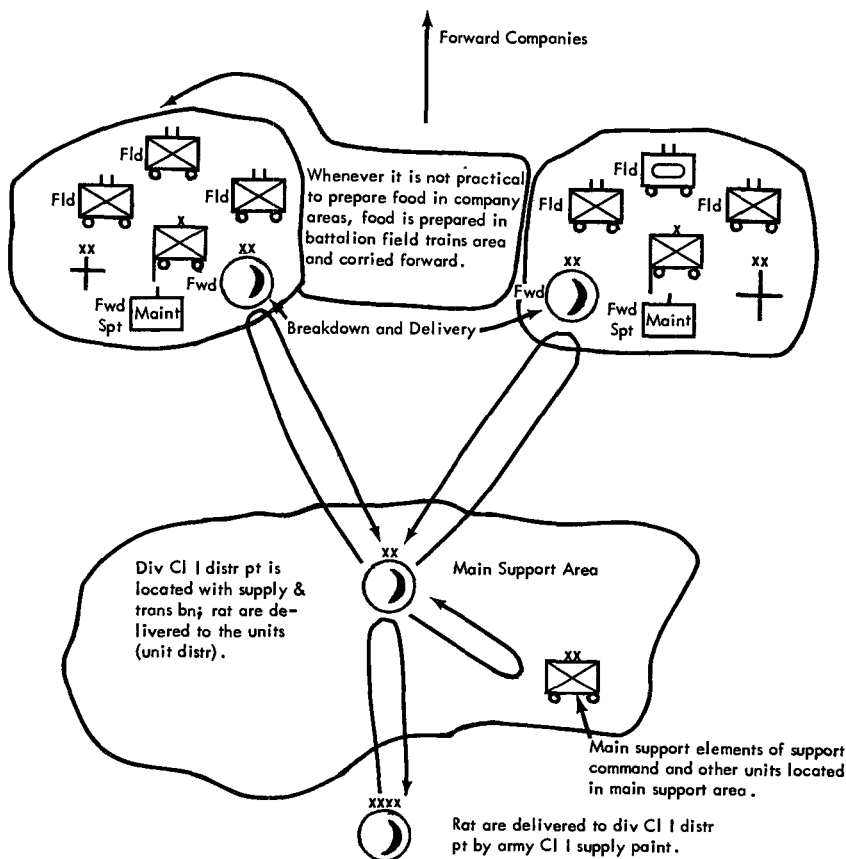 Forward Companies
Fld
Fld
Fld
Whenever it is not practical
to prepare food in company
areas, food is prepared in
battalion field trains area
and corried forward.
Fld
Fld
Fld
x
xx
xx
Fwd
Fwd
Spt
Maint
x
xx
xx
Fwd
Fwd
Spt
Maint
Breakdown and Delivery
xx
Div Cl I distr pt is
located with supply &
trans bn; rat are de-
livered to the units
(unit distr).
Main Support Area
xx
Main support elements of support
command and other units located
in main support area.
xxxx
Rat are delivered to div Cl I distr
pt by army Cl I supply paint.